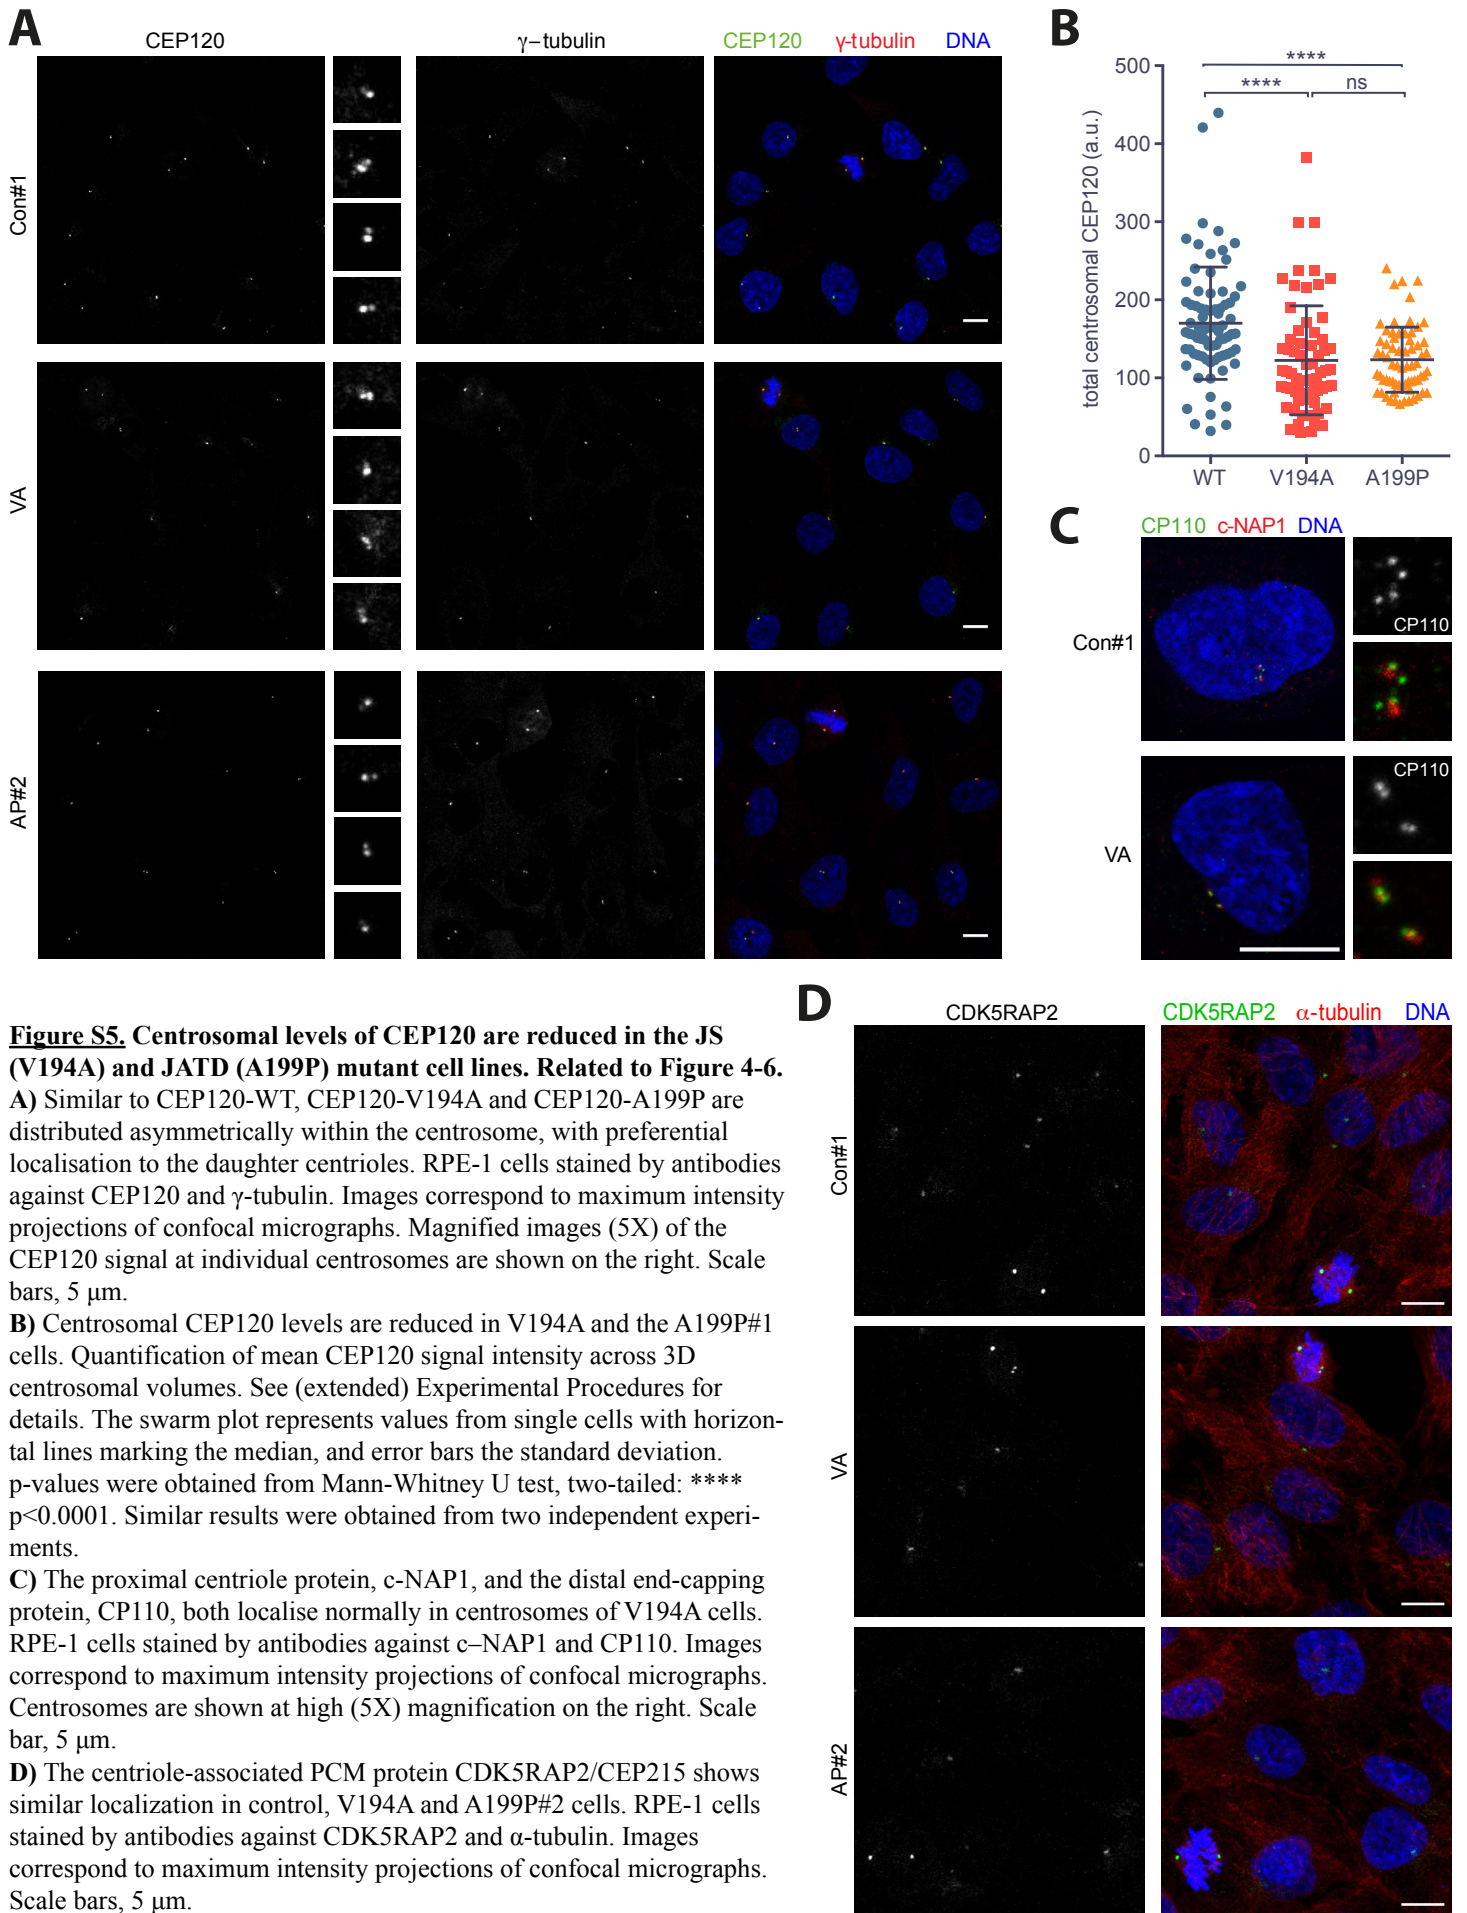 A
CEP120
γ–tubulin
CEP120 γ-tubulin DNA
Con#1
VA
AP#2
B
****
**** ns
total centrosomal CEP120 (a.u.)
500
400
300
200
100
0
WT V194A A199P
C
CP110 c-NAP1 DNA
Con#1
CP110
VA
CP110
Figure S5. Centrosomal levels of CEP120 are reduced in the JS
(V194A) and JATD (A199P) mutant cell lines. Related to Figure 4-6.
A) Similar to CEP120-WT, CEP120-V194A and CEP120-A199P are
distributed asymmetrically within the centrosome, with preferential
localisation to the daughter centrioles. RPE-1 cells stained by antibodies
against CEP120 and γ-tubulin. Images correspond to maximum intensity
projections of confocal micrographs. Magnified images (5X) of the
CEP120 signal at individual centrosomes are shown on the right. Scale
bars, 5 μm.
B) Centrosomal CEP120 levels are reduced in V194A and the A199P#1
cells. Quantification of mean CEP120 signal intensity across 3D
centrosomal volumes. See (extended) Experimental Procedures for
details. The swarm plot represents values from single cells with horizon-
tal lines marking the median, and error bars the standard deviation.
p-values were obtained from Mann-Whitney U test, two-tailed: ****
p<0.0001. Similar results were obtained from two independent experi-
ments.
C) The proximal centriole protein, c-NAP1, and the distal end-capping
protein, CP110, both localise normally in centrosomes of V194A cells.
RPE-1 cells stained by antibodies against c–NAP1 and CP110. Images
correspond to maximum intensity projections of confocal micrographs.
Centrosomes are shown at high (5X) magnification on the right. Scale
bar, 5 μm.
D) The centriole-associated PCM protein CDK5RAP2/CEP215 shows
similar localization in control, V194A and A199P#2 cells. RPE-1 cells
stained by antibodies against CDK5RAP2 and α-tubulin. Images
correspond to maximum intensity projections of confocal micrographs.
Scale bars, 5 μm.
D
CDK5RAP2
CDK5RAP2 α-tubulin DNA
Con#1
VA
AP#2